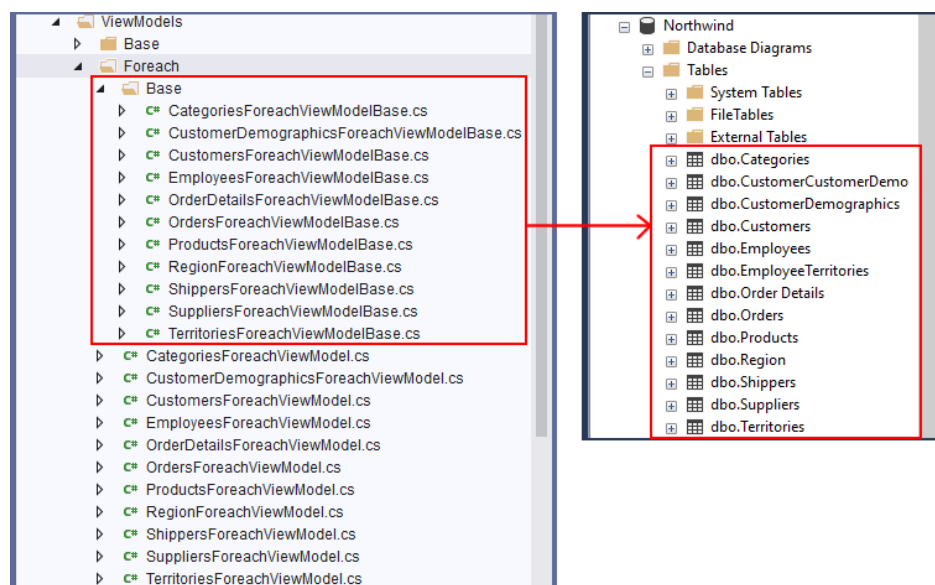 ViewModels
Base
Foreach
Base
C# CategoriesForeachViewModelBase.cs
C# CustomerDemographicsForeachViewModelBase.cs
C# CustomersForeachViewModelBase.cs
C# EmployeesForeachViewModelBase.cs
C# OrderDetailsForeachViewModelBase.cs
C# OrdersForeachViewModelBase.cs
C# ProductsForeachViewModelBase.cs
C# RegionForeachViewModelBase.cs
C# ShippersForeachViewModelBase.cs
C# SuppliersForeachViewModelBase.cs
C# TerritoriesForeachViewModelBase.cs
C# CategoriesForeachViewModel.cs
C# CustomerDemographicsForeachViewModel.cs
C# CustomersForeachViewModel.cs
C# EmployeesForeachViewModel.cs
C# OrderDetailsForeachViewModel.cs
C# OrdersForeachViewModel.cs
C# ProductsForeachViewModel.cs
C# RegionForeachViewModel.cs
C# ShippersForeachViewModel.cs
C# SuppliersForeachViewModel.cs
C# TerritoriesForeachViewModel.cs
Northwind
Database Diagrams
Tables
System Tables
FileTables
External Tables
dbo.Categories
dbo.CustomerCustomerDemo
dbo.CustomerDemographics
dbo.Customers
dbo.Employees
dbo.EmployeeTerritories
dbo.Order Details
dbo.Orders
dbo.Products
dbo.Region
dbo.Shippers
dbo.Suppliers
dbo.Territories